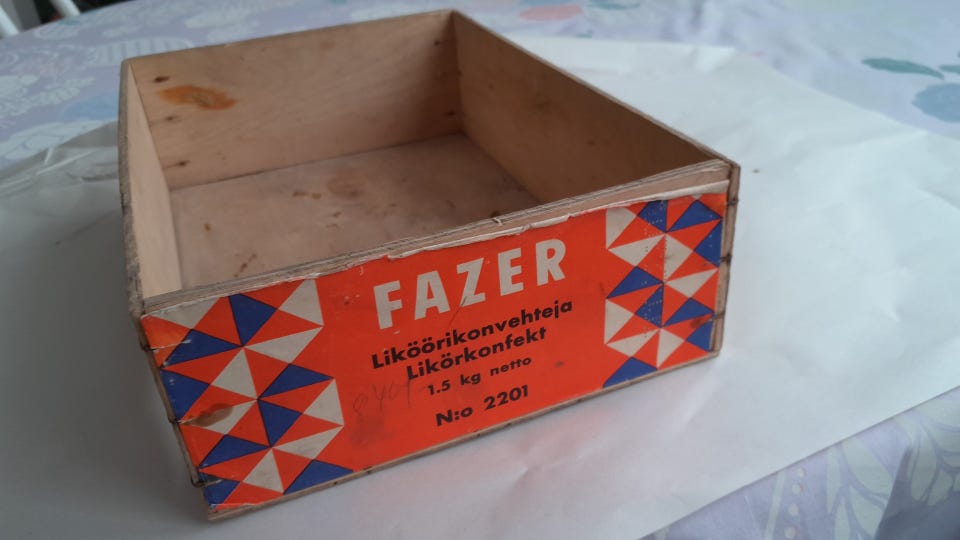 FAZER
Liköörikonvehteja
Likörkonfekt
1.5 kg netto
N:o 2201